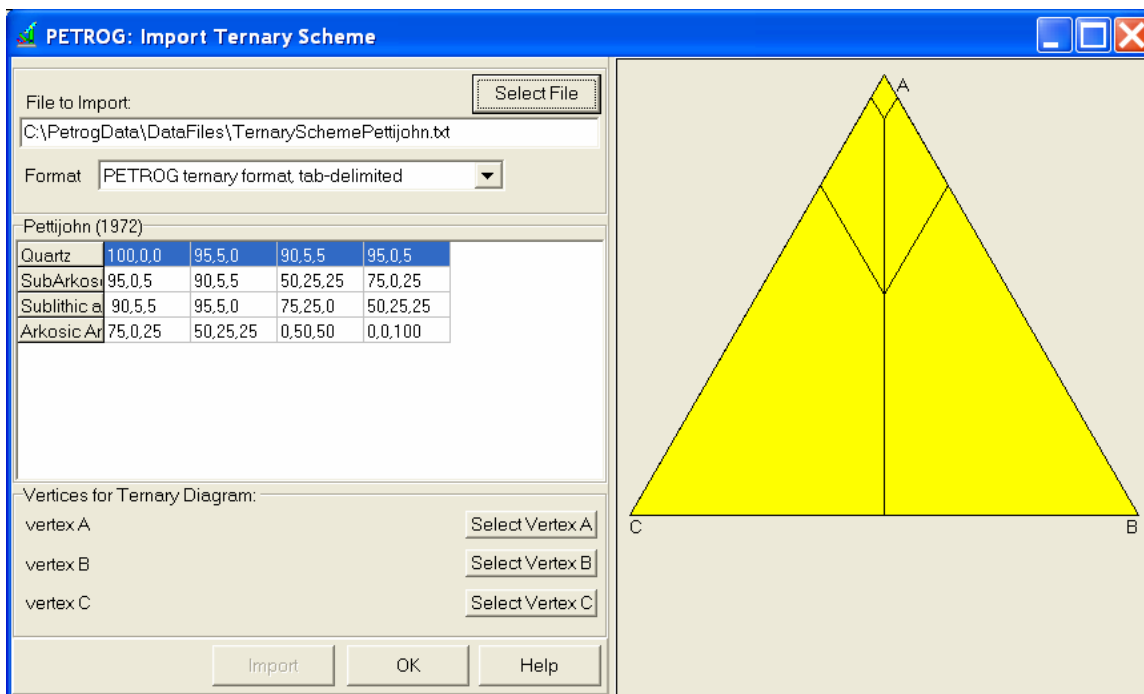 PETROG: Import Ternary Scheme
File to Import:
Select File
C:\PetrogData\DataFiles\TernarySchemePettijohn.txt
Format PETROG ternary format, tab-delimited
Pettijohn (1972)
Quartz 100,0,0 95,5,0 90,5,5 95,0,5
SubArkos 95,0,5 90,5,5 50,25,25 75,0,25
Sublithic a 90,5,5 95,5,0 75,25,0 50,25,25
Arkosic Ar 75,0,25 50,25,25 0,50,50 0,0,100
Vertices for Ternary Diagram:
vertex A Select Vertex A
vertex B Select Vertex B
vertex C Select Vertex C
Import OK Help
A
C B